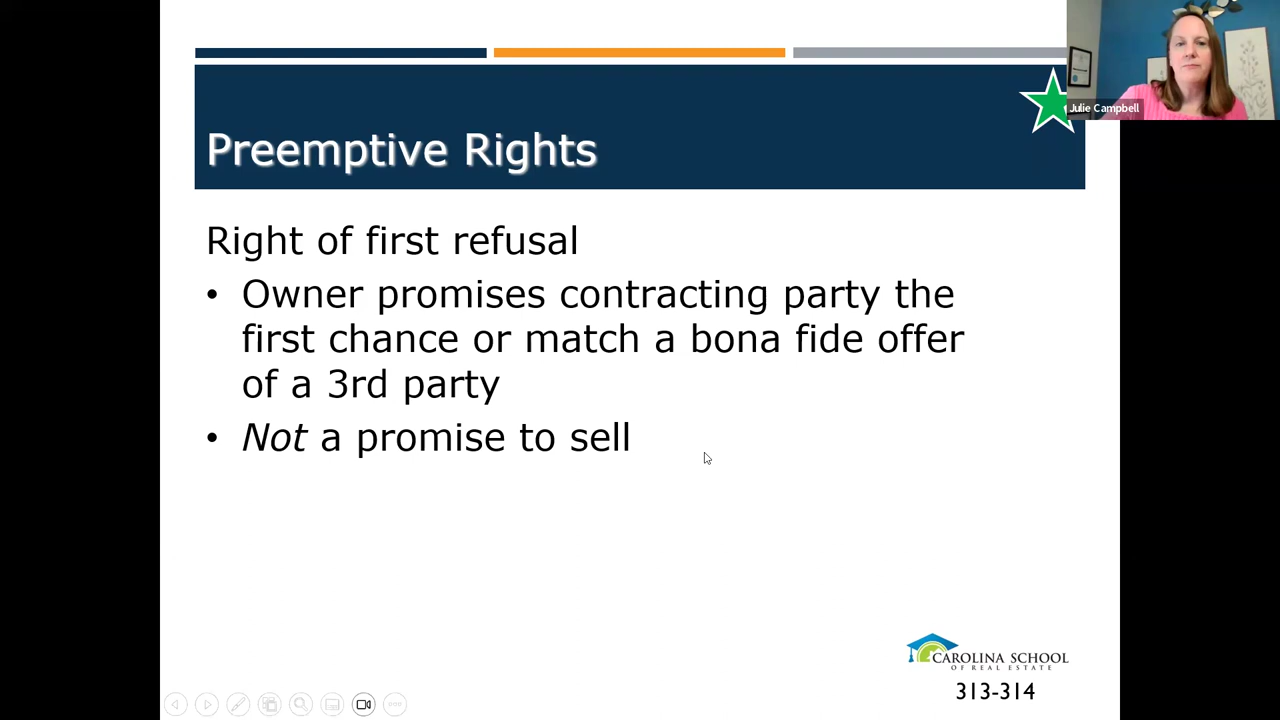 Julie Campbell
Preemptive Rights
Right of first refusal
• Owner promises contracting party the
first chance or match a bona fide offer
of a 3rd party
• Not a promise to sell
CAROLINA SCHOOL
OF REAL ESTATE
313-314